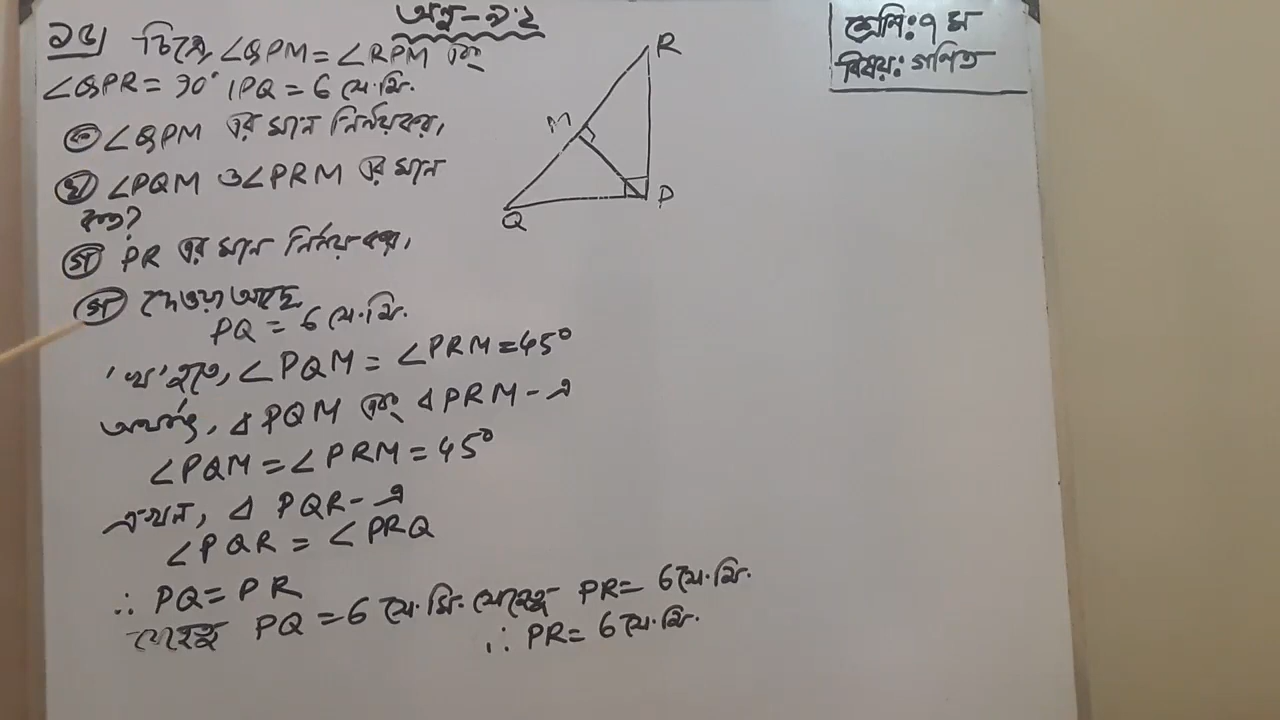 অনু-৯.২
শ্রেণি: ৭ ম
বিষয়: গণিত
১৫। চিত্রে ∠QPM = ∠RPM এবং
∠QPR = 90° । PQ = 6 সে.মি.
ক ∠QPM এর মান নির্ণয় কর।
খ ∠PQM ও ∠PRM এর মান
কত?
গ PR এর মান নির্ণয় কর।
R
M
P
Q
গ দেওয়া আছে
PQ = 6 সে.মি.
'খ' হতে, ∠PQM = ∠PRM = 45°
অর্থাৎ, ∆ PQM এবং ∆ PRM - এ
∠PQM = ∠PRM = 45°
এখন, ∆ PQR - এ
∠PQR = ∠PRQ
∴ PQ = PR
যেহেতু PQ = 6 সে.মি. সেহেতু PR = 6 সে.মি.
∴ PR = 6 সে.মি.